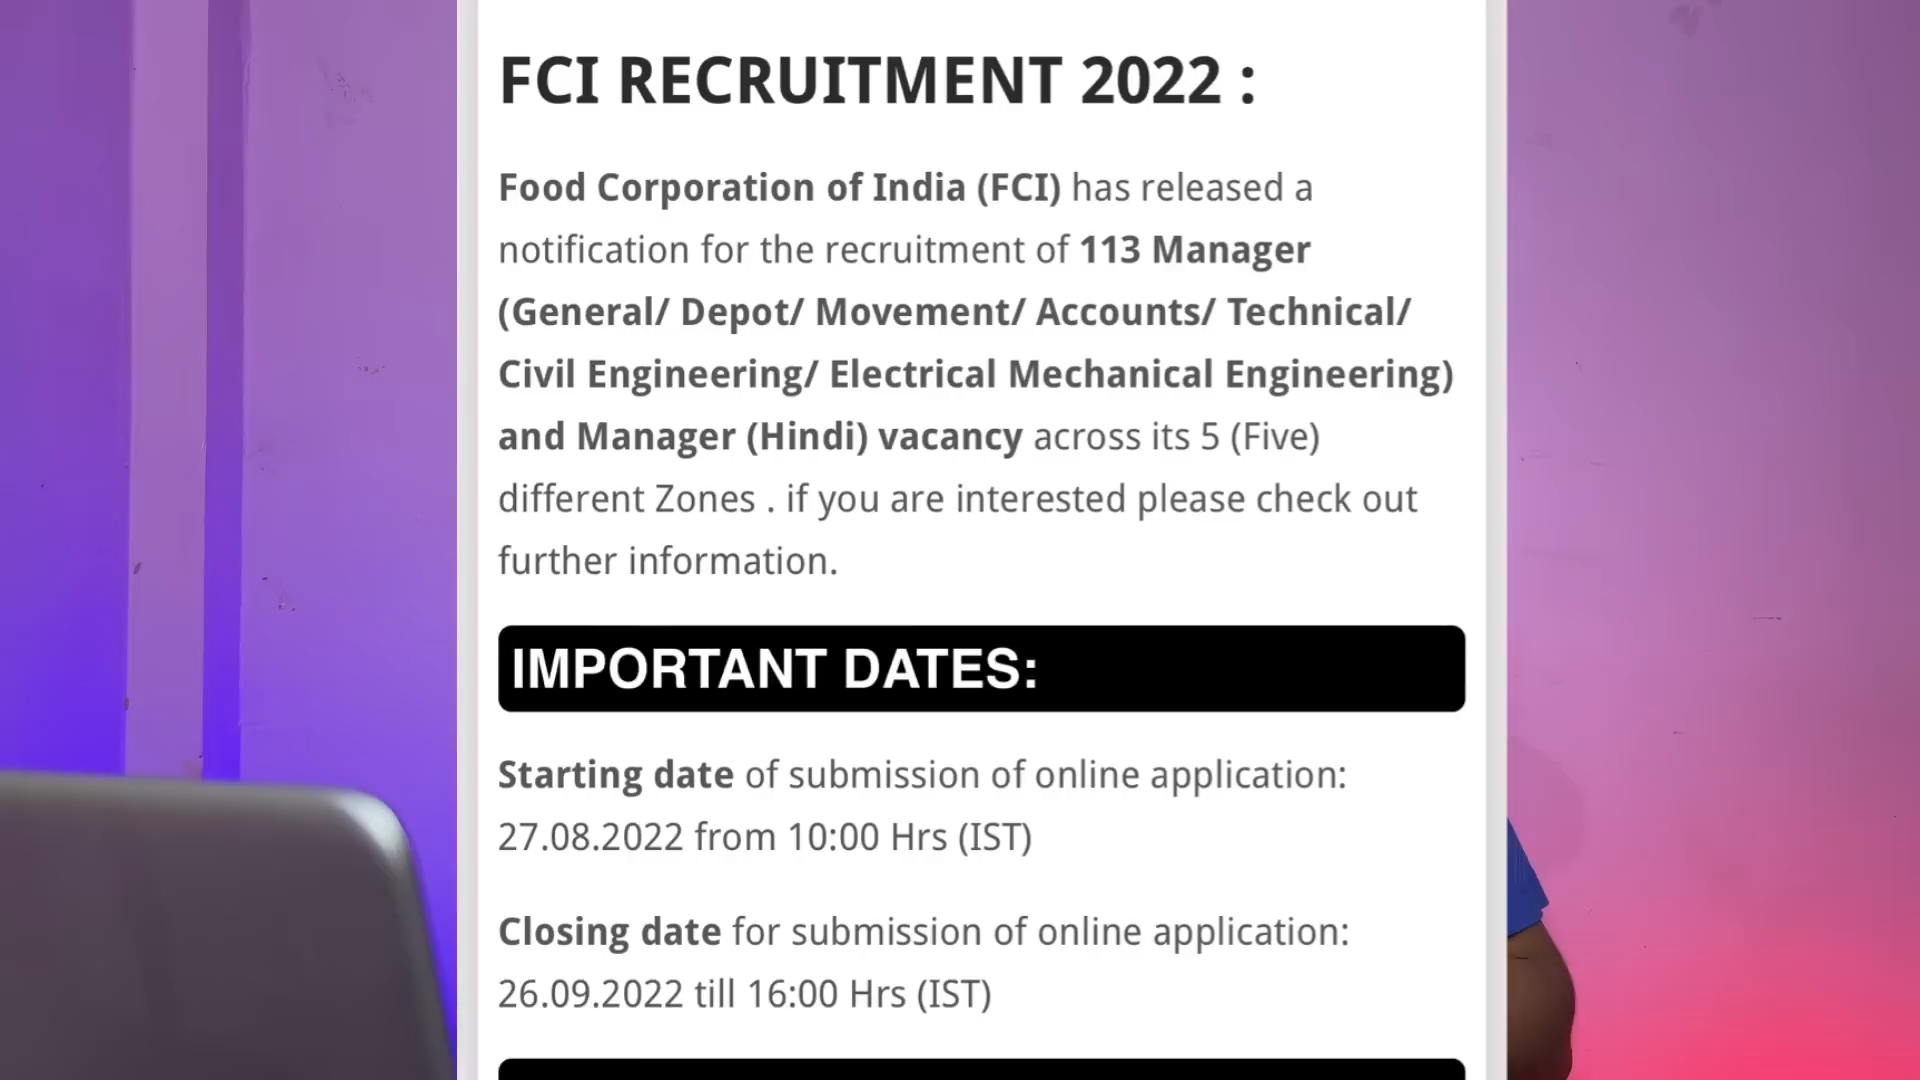 FCI RECRUITMENT 2022 :
Food Corporation of India (FCI) has released a
notification for the recruitment of 113 Manager
(General/ Depot/ Movement/ Accounts/ Technical/
Civil Engineering/ Electrical Mechanical Engineering)
and Manager (Hindi) vacancy across its 5 (Five)
different Zones . if you are interested please check out
further information.
IMPORTANT DATES:
Starting date of submission of online application:
27.08.2022 from 10:00 Hrs (IST)
Closing date for submission of online application:
26.09.2022 till 16:00 Hrs (IST)